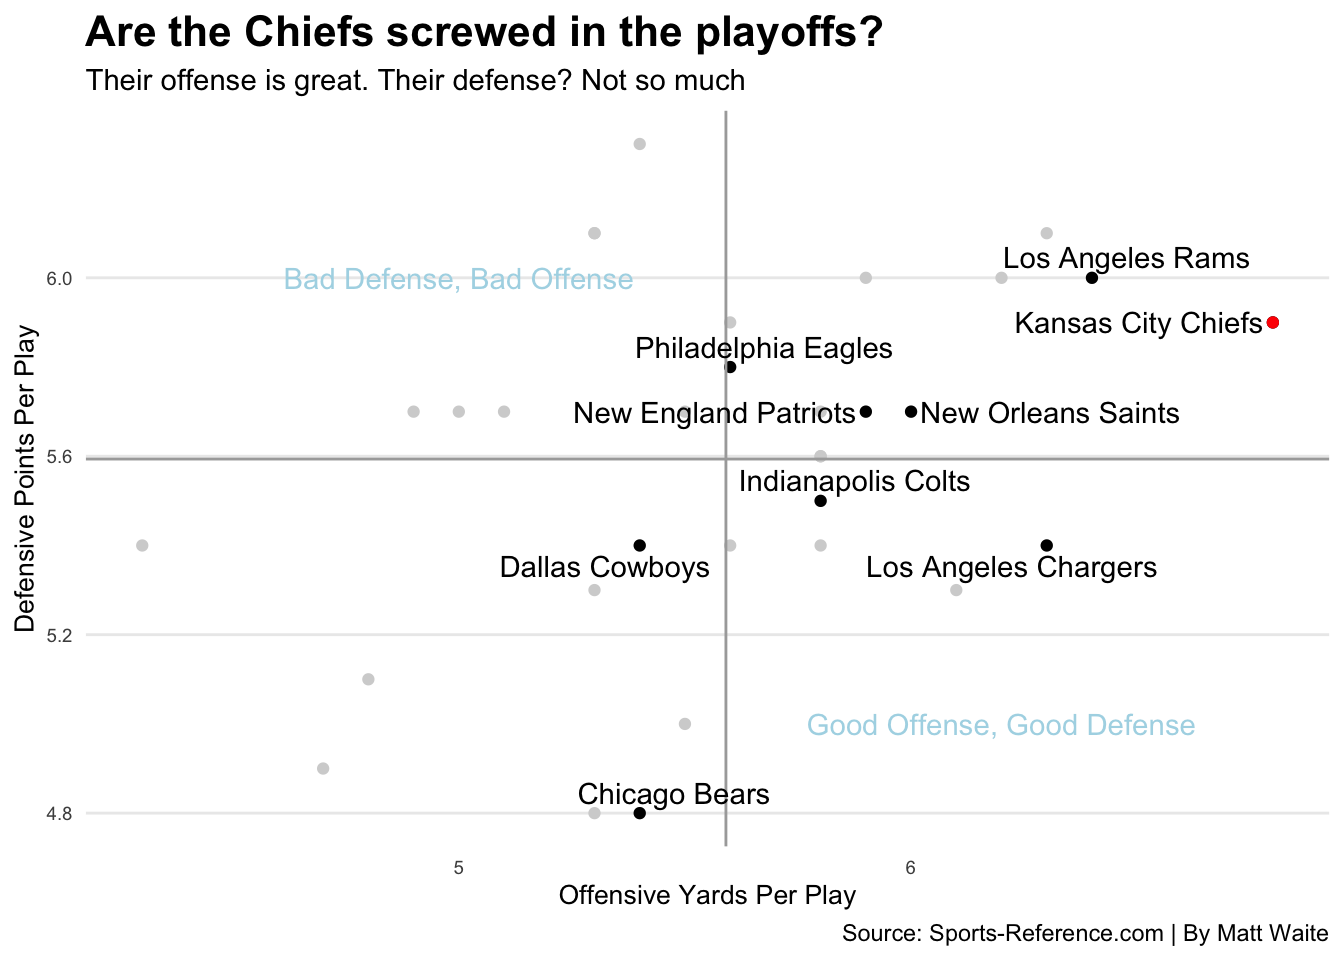 Are the Chiefs screwed in the playoffs?
Their offense is great. Their defense? Not so much
Los Angeles Rams
6.0
Bad Defense, Bad Offense
Kansas City Chiefs
Philadelphia Eagles
New England Patriots
New Orleans Saints
5.6
Indianapolis Colts
Dallas Cowboys
Los Angeles Chargers
5.2
Good Offense, Good Defense
Chicago Bears
4.8
Defensive Points Per Play
5
6
Offensive Yards Per Play
Source: Sports-Reference.com | By Matt Waite